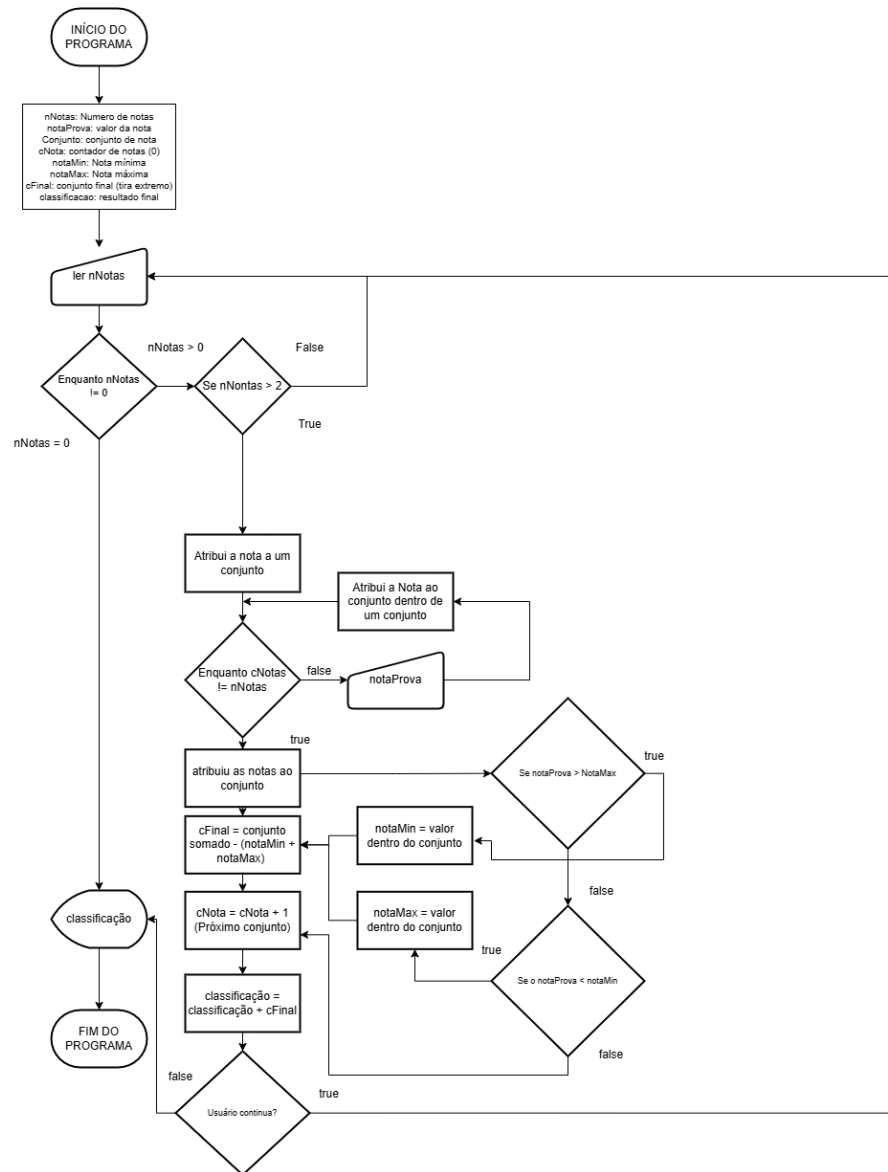 INÍCIO DO
PROGRAMA
nNotas: Numero de notas
notaProva: valor da nota
Conjunto: conjunto de nota
cNota: contador de notas (0)
notaMin: Nota mínima
notaMax: Nota máxima
cFinal: conjunto final (tira extremo)
classificacao: resultado final
ler nNotas
nNotas > 0
False
Enquanto nNotas
!= 0
Se nNontas > 2
True
nNotas = 0
Atribui a nota a um
conjunto
Atribui a Nota ao
conjunto dentro de
um conjunto
Enquanto cNotas
!= nNotas
false
notaProva
true
atribuiu as notas ao
conjunto
Se notaProva > NotaMax
true
cFinal = conjunto
somado - (notaMin +
notaMax)
notaMin = valor
dentro do conjunto
false
classificação
cNota = cNota + 1
(Próximo conjunto)
notaMax = valor
dentro do conjunto
true
Se o notaProva < notaMin
classificação =
classificação + cFinal
FIM DO
PROGRAMA
false
false
true
Usuário continua?